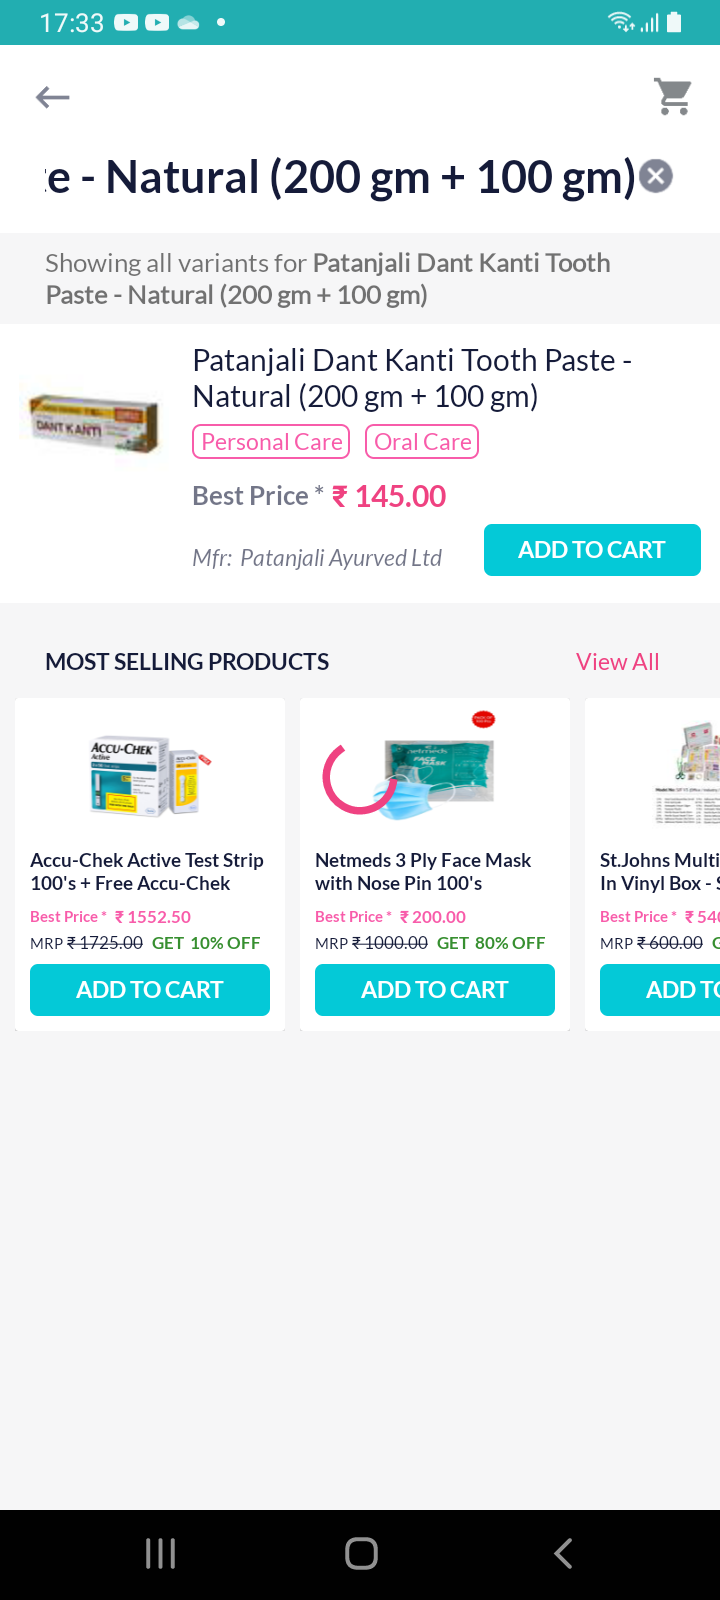 17:33
te - Natural (200 gm + 100 gm)
Showing all variants for Patanjali Dant Kanti Tooth
Paste - Natural (200 gm + 100 gm)
Patanjali Dant Kanti Tooth Paste -
Natural (200 gm + 100 gm)
DANT KANTI
Personal Care Oral Care
Best Price * ₹ 145.00
Mfr: Patanjali Ayurved Ltd
ADD TO CART
MOST SELLING PRODUCTS View All
ACCU-CHEK
Active
netmeds
FACE
MASK
Accu-Chek Active Test Strip
100's + Free Accu-Chek
Best Price * ₹ 1552.50
MRP ₹ 1725.00 GET 10% OFF
ADD TO CART
Netmeds 3 Ply Face Mask
with Nose Pin 100's
Best Price * ₹ 200.00
MRP ₹ 1000.00 GET 80% OFF
ADD TO CART
St.Johns Multi
In Vinyl Box - S
Best Price * ₹ 540
MRP ₹ 600.00 G
ADD TO